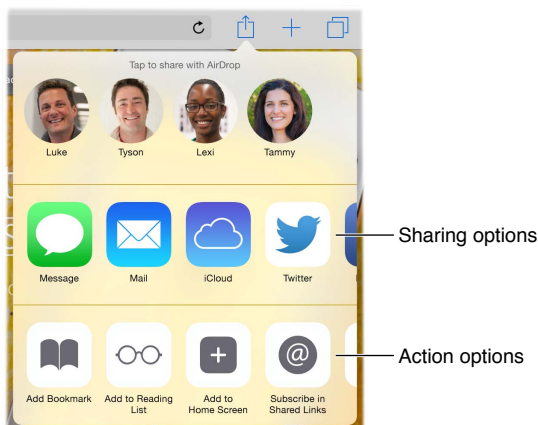 Tap to share with AirDrop
Luke Tyson Lexi Tammy
Message Mail iCloud Twitter
Sharing options
Add Bookmark Add to Reading List Add to Home Screen Subscribe in Shared Links
Action options